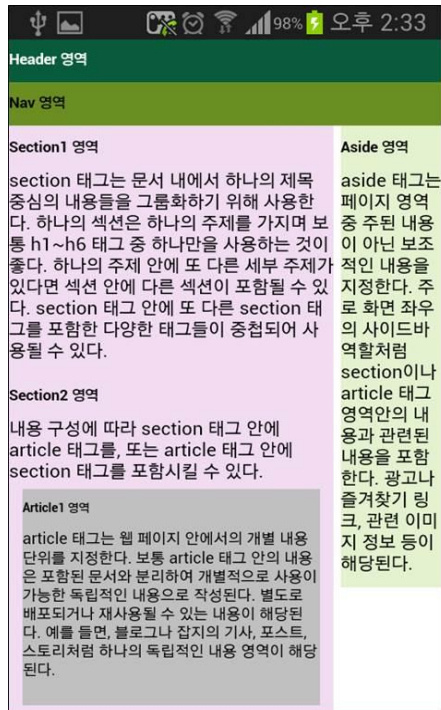 98% 오후 2:33
Header 영역
Nav 영역
Section1 영역
section 태그는 문서 내에서 하나의 제목
중심의 내용들을 그룹화하기 위해 사용한
다. 하나의 섹션은 하나의 주제를 가지며 보
통 h1~h6 태그 중 하나만을 사용하는 것이
좋다. 하나의 주제 안에 또 다른 세부 주제가
있다면 섹션 안에 다른 섹션이 포함될 수 있
다. section 태그 안에 또 다른 section 태
그를 포함한 다양한 태그들이 중첩되어 사
용될 수 있다.
Section2 영역
내용 구성에 따라 section 태그 안에
article 태그를, 또는 article 태그 안에
section 태그를 포함시킬 수 있다.
Article1 영역
article 태그는 웹 페이지 안에서의 개별 내용
단위를 지정한다. 보통 article 태그 안의 내용
은 포함된 문서와 분리하여 개별적으로 사용이
가능한 독립적인 내용으로 작성된다. 별도로
배포되거나 재사용될 수 있는 내용이 해당된
다. 예를 들면, 블로그나 잡지의 기사, 포스트,
스토리처럼 하나의 독립적인 내용 영역이 해당
된다.
Aside 영역
aside 태그는
페이지 영역
중 주된 내용
이 아닌 보조
적인 내용을
지정한다. 주
로 화면 좌우
의 사이드바
역할처럼
section이나
article 태그
영역안의 내
용과 관련된
내용을 포함
한다. 광고나
즐겨찾기 링
크, 관련 이미
지 정보 등이
해당된다.